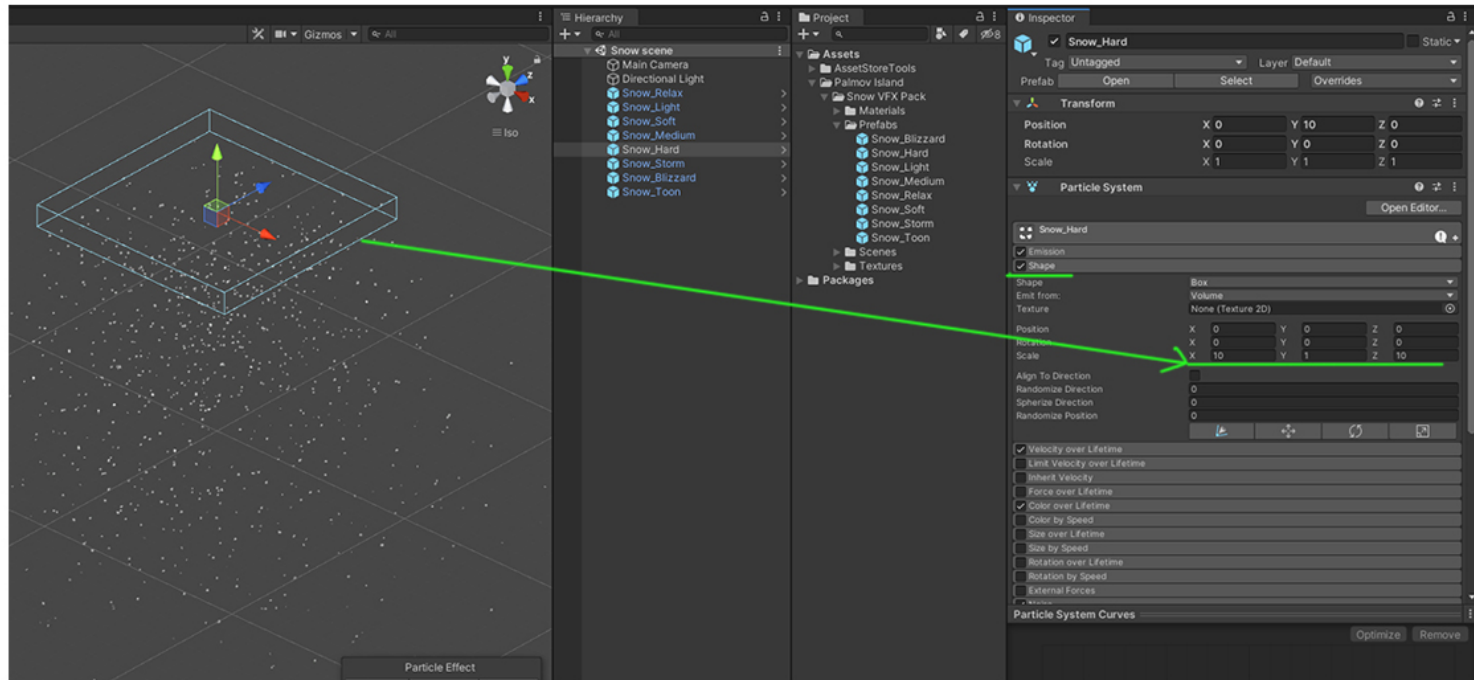 Gizmos
All
y
z
x
Iso
Particle Effect
Hierarchy
All
Snow scene
Main Camera
Directional Light
Snow_Relax
Snow_Light
Snow_Soft
Snow_Medium
Snow_Hard
Snow_Storm
Snow_Blizzard
Snow_Toon
Project
8
Assets
AssetStoreTools
Palmov Island
Snow VFX Pack
Materials
Prefabs
Snow_Blizzard
Snow_Hard
Snow_Light
Snow_Medium
Snow_Relax
Snow_Soft
Snow_Storm
Snow_Toon
Scenes
Textures
Packages
Inspector
Snow_Hard Static
Tag Untagged Layer Default
Prefab Open Select Overrides
Transform
Position X 0 Y 10 Z 0
Rotation X 0 Y 0 Z 0
Scale X 1 Y 1 Z 1
Particle System
Open Editor...
Snow_Hard
Emission
Shape
Shape Box
Emit from: Volume
Texture None (Texture 2D)
Position X 0 Y 0 Z 0
Rotation X 0 Y 0 Z 0
Scale X 10 Y 1 Z 10
Align To Direction
Randomize Direction 0
Spherize Direction 0
Randomize Position 0
Velocity over Lifetime
Limit Velocity over Lifetime
Inherit Velocity
Force over Lifetime
Color over Lifetime
Color by Speed
Size over Lifetime
Size by Speed
Rotation over Lifetime
Rotation by Speed
External Forces
Noise
Particle System Curves
Optimize Remove